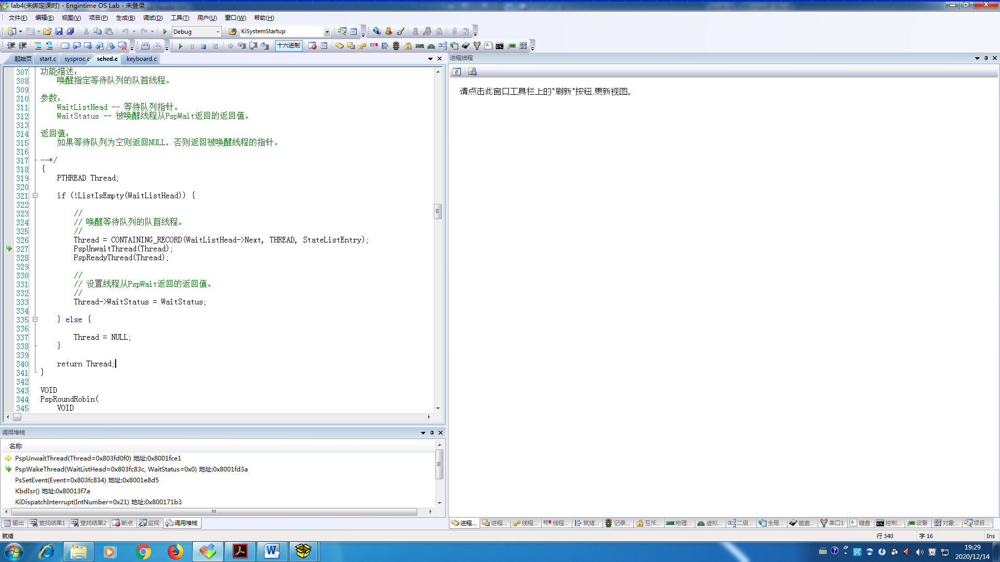 lab4(未绑定课时) - Engintime OS Lab - 未登录
文件(F) 编辑(E) 视图(V) 项目(P) 生成(B) 调试(D) 工具(T) 用户(U) 窗口(W) 帮助(H)
Debug KiSystemStartup
十六进制
起始页 start.c sysproc.c sched.c keyboard.c
307 功能描述：
308 唤醒指定等待队列的队首线程。
309
310 参数：
311 WaitListHead -- 等待队列指针。
312 WaitStatus -- 被唤醒线程从PspWait返回的返回值。
313
314 返回值：
315 如果等待队列为空则返回NULL，否则返回被唤醒线程的指针。
316
317 --*/
318 {
319 PTHREAD Thread;
320
321 if (!ListIsEmpty(WaitListHead)) {
322
323 //
324 // 唤醒等待队列的队首线程。
325 //
326 Thread = CONTAINING_RECORD(WaitListHead->Next, THREAD, StateListEntry);
327 PspUnwaitThread(Thread);
328 PspReadyThread(Thread);
329
330 //
331 // 设置线程从PspWait返回的返回值。
332 //
333 Thread->WaitStatus = WaitStatus;
334
335 } else {
336
337 Thread = NULL;
338 }
339
340 return Thread;
341 }
342
343 VOID
344 PspRoundRobin(
345 VOID
调用堆栈
名称
PspUnwaitThread(Thread=0x803fd0f0) 地址:0x8001fce1
PspWakeThread(WaitListHead=0x803fc83c, WaitStatus=0x0) 地址:0x8001fd3a
PsSetEvent(Event=0x803fc834) 地址:0x8001e8d5
KbdIsr() 地址:0x80013f7a
KiDispatchInterrupt(IntNumber=0x21) 地址:0x800171b3
输出 查找结果1 查找结果2 断点 监视 调用堆栈
进程线程
请点击此窗口工具栏上的"刷新"按钮,更新视图。
进程... 进程... 线程... 线程... 就绪... 记录... 互斥... 物理... 虚拟... 二级... 全局... 磁盘... 串口1 键盘 控制... 设备 对象... 项目...
就绪 行 340 字 16 Ins
19:29
2020/12/14